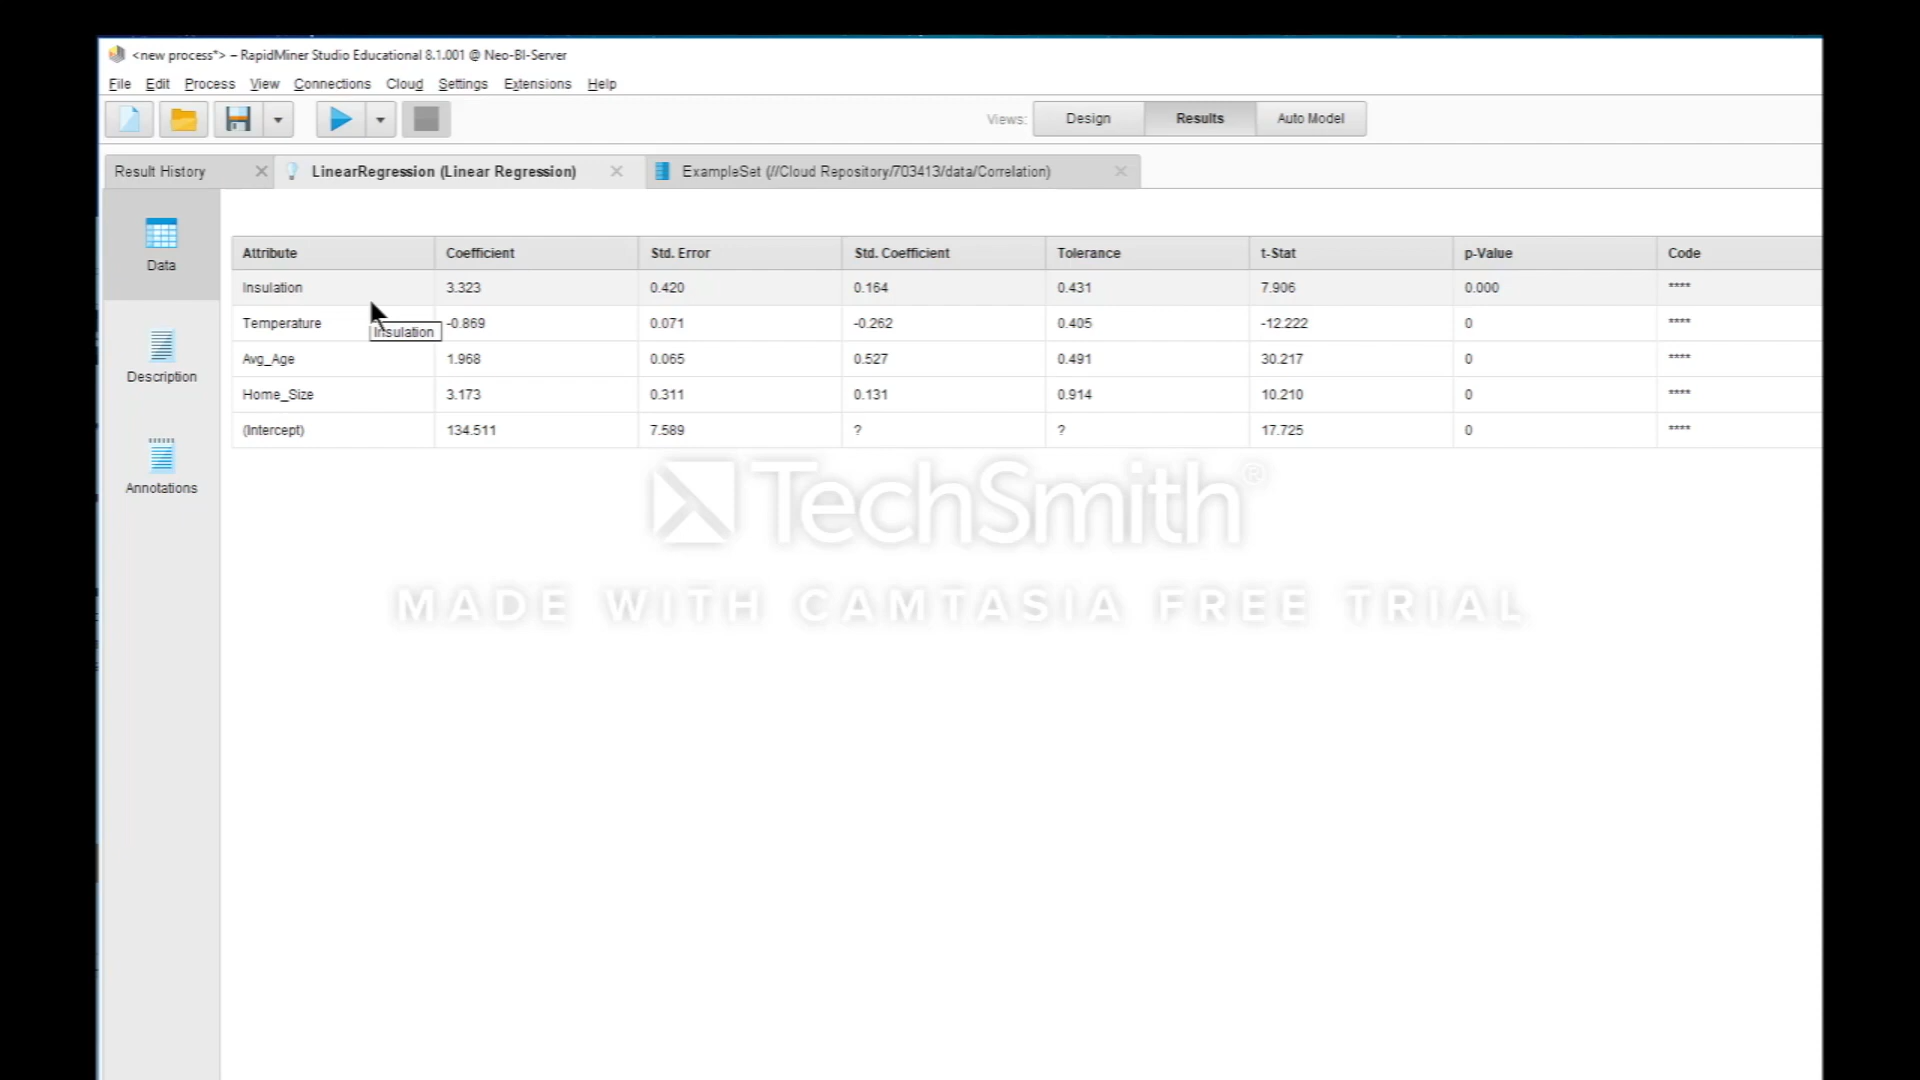 <new process*> – RapidMiner Studio Educational 8.1.001 @ Neo-BI-Server
File Edit Process View Connections Cloud Settings Extensions Help
Views: Design Results Auto Model
Result History LinearRegression (Linear Regression) ExampleSet (//Cloud Repository/703413/data/Correlation)
Data
Description
Annotations
Attribute Coefficient Std. Error Std. Coefficient Tolerance t-Stat p-Value Code
Insulation 3.323 0.420 0.164 0.431 7.906 0.000 ****
Temperature -0.869 0.071 -0.262 0.405 -12.222 0 ****
Insulation
Avg_Age 1.968 0.065 0.527 0.491 30.217 0 ****
Home_Size 3.173 0.311 0.131 0.914 10.210 0 ****
(Intercept) 134.511 7.589 ? ? 17.725 0 ****
TechSmith®
MADE WITH CAMTASIA FREE TRIAL